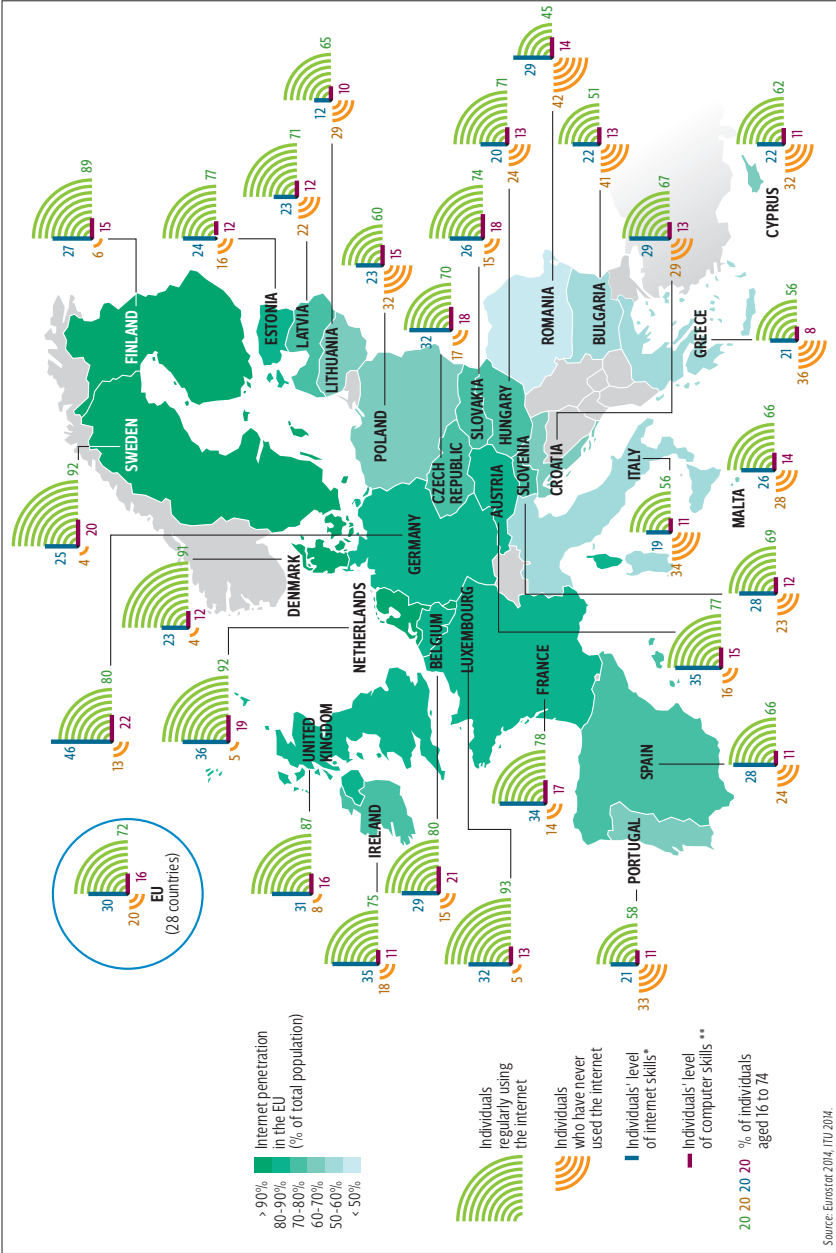 > 90%
80-90%
70-80%
60-70%
50-60%
< 50%
Internet penetration
in the EU
(% of total population)
Individuals
regularly using
the internet
Individuals
who have never
used the internet
Individuals' level
of internet skills*
Individuals' level
of computer skills **
20 20 20 20
% of individuals
aged 16 to 74
30 72
20 16
EU
(28 countries)
46 80
13 22
GERMANY
25 92
4 20
SWEDEN
27 89
6 15
FINLAND
23 91
4 12
DENMARK
24 77
16 12
ESTONIA
36 92
5 19
NETHERLANDS
23 71
22 12
LATVIA
12 65
29 10
LITHUANIA
31 87
8 16
UNITED
KINGDOM
35 75
18 11
IRELAND
23 60
32 15
POLAND
29 80
15 21
BELGIUM
32 70
17 18
CZECH
REPUBLIC
26 74
15 18
SLOVAKIA
32 93
5 13
LUXEMBOURG
20 71
24 13
HUNGARY
29 45
42 14
ROMANIA
34 78
14 17
FRANCE
35 77
16 15
AUSTRIA
28 69
23 12
SLOVENIA
29 67
29 13
CROATIA
22 51
41 13
BULGARIA
21 58
33 11
PORTUGAL
28 66
24 11
SPAIN
19 56
34 11
ITALY
26 66
28 14
MALTA
21 56
36 8
GREECE
22 62
32 11
CYPRUS
Source: Eurostat 2014, ITU 2014.